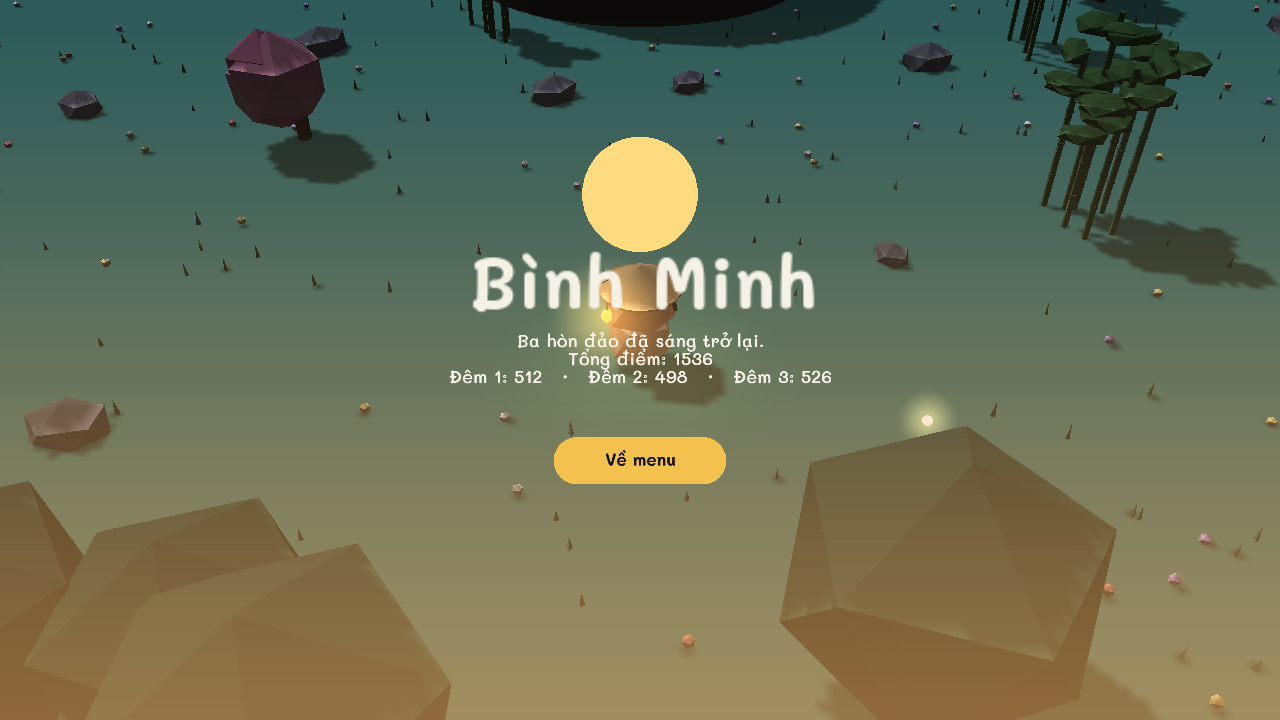 Bình Minh
Ba hòn đảo đã sáng trở lại.
Tổng điểm: 1536
Đêm 1: 512 · Đêm 2: 498 · Đêm 3: 526
Về menu